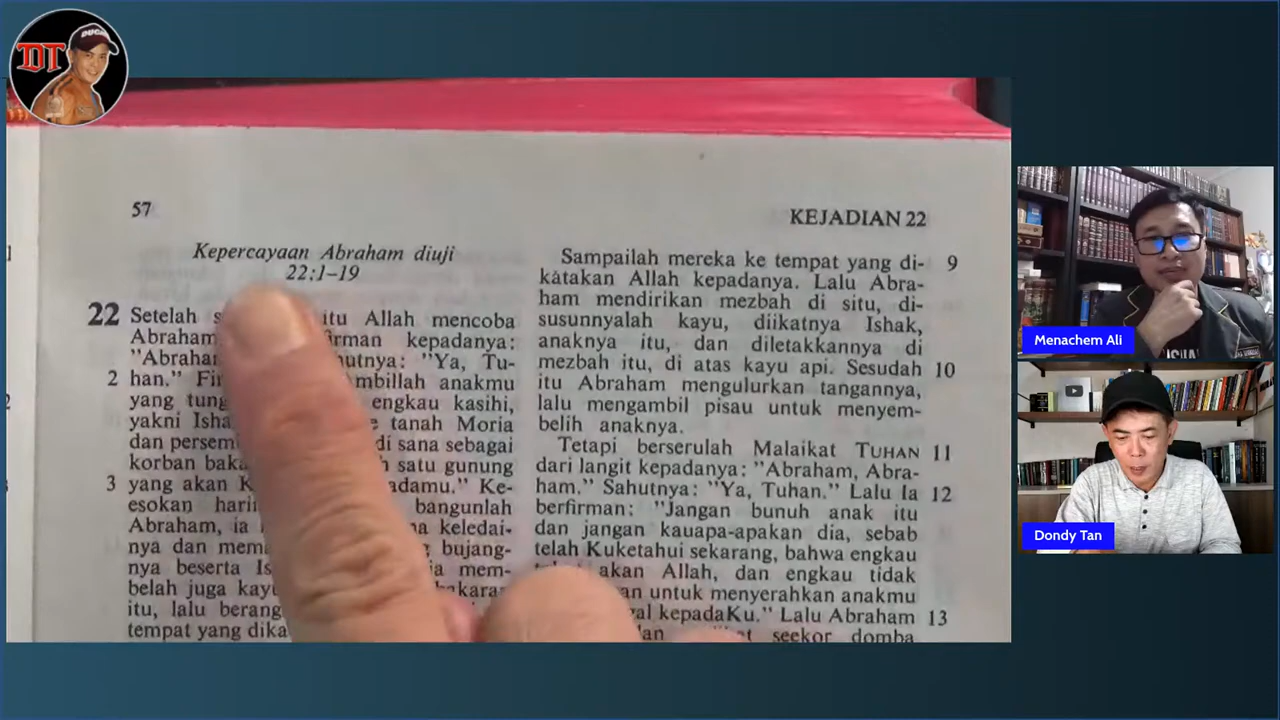 DT
DUCATI
57
KEJADIAN 22
Kepercayaan Abraham diuji
22:1–19
22 Setelah itu Allah mencoba
Abraham, kepadanya:
"Abraham "Ya, Tu-
2 han." anakmu
yang engkau kasihi,
yakni tanah Moria
dan di sana sebagai
korban satu gunung
3 yang akan Ke-
esokan bangunlah
Abraham, ia keledai-
nya dan bujang-
nya beserta mem-
belah juga
itu, lalu
tempat yang
Sampailah mereka ke tempat yang di- 9
katakan Allah kepadanya. Lalu Abra-
ham mendirikan mezbah di situ, di-
susunnyalah kayu, diikatnya Ishak,
anaknya itu, dan diletakkannya di
mezbah itu, di atas kayu api. Sesudah 10
itu Abraham mengulurkan tangannya,
lalu mengambil pisau untuk menyem-
belih anaknya.
Tetapi berserulah Malaikat TUHAN 11
dari langit kepadanya: "Abraham, Abra-
ham." Sahutnya: "Ya, Tuhan." Lalu Ia 12
berfirman: "Jangan bunuh anak itu
dan jangan kauapa-apakan dia, sebab
telah Kuketahui sekarang, bahwa engkau
akan Allah, dan engkau tidak
untuk menyerahkan anakmu
kepadaKu." Lalu Abraham 13
seekor domba
Menachem Ali
Dondy Tan